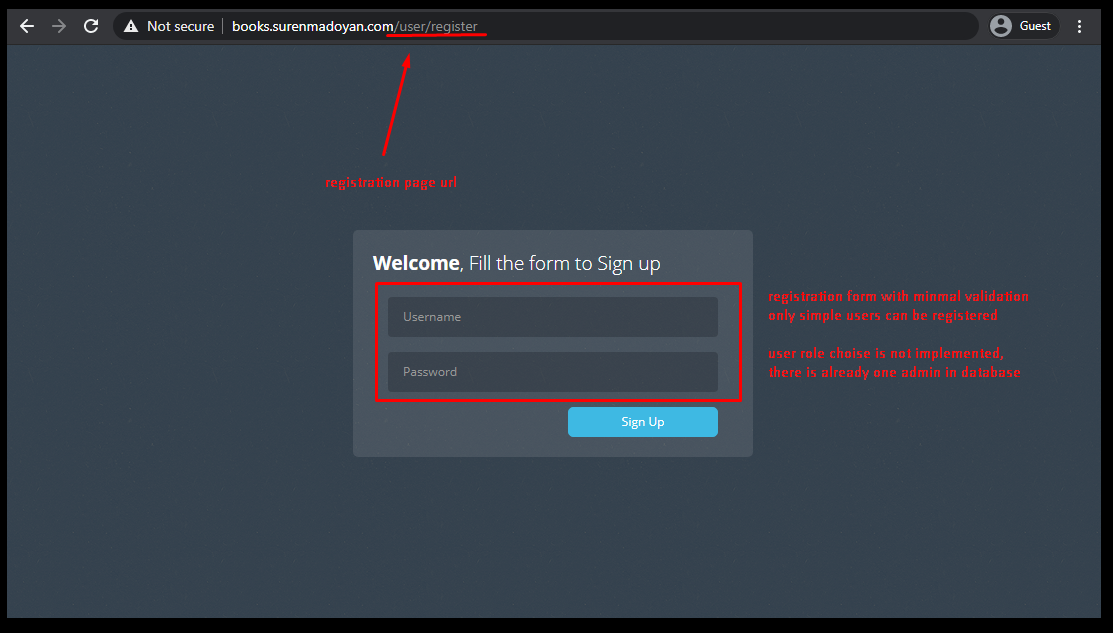 Not secure | books.surenmadoyan.com/user/register
Guest
registration page url
Welcome, Fill the form to Sign up
Username
Password
Sign Up
registration form with minmal validation
only simple users can be registered
user role choise is not implemented,
there is already one admin in database